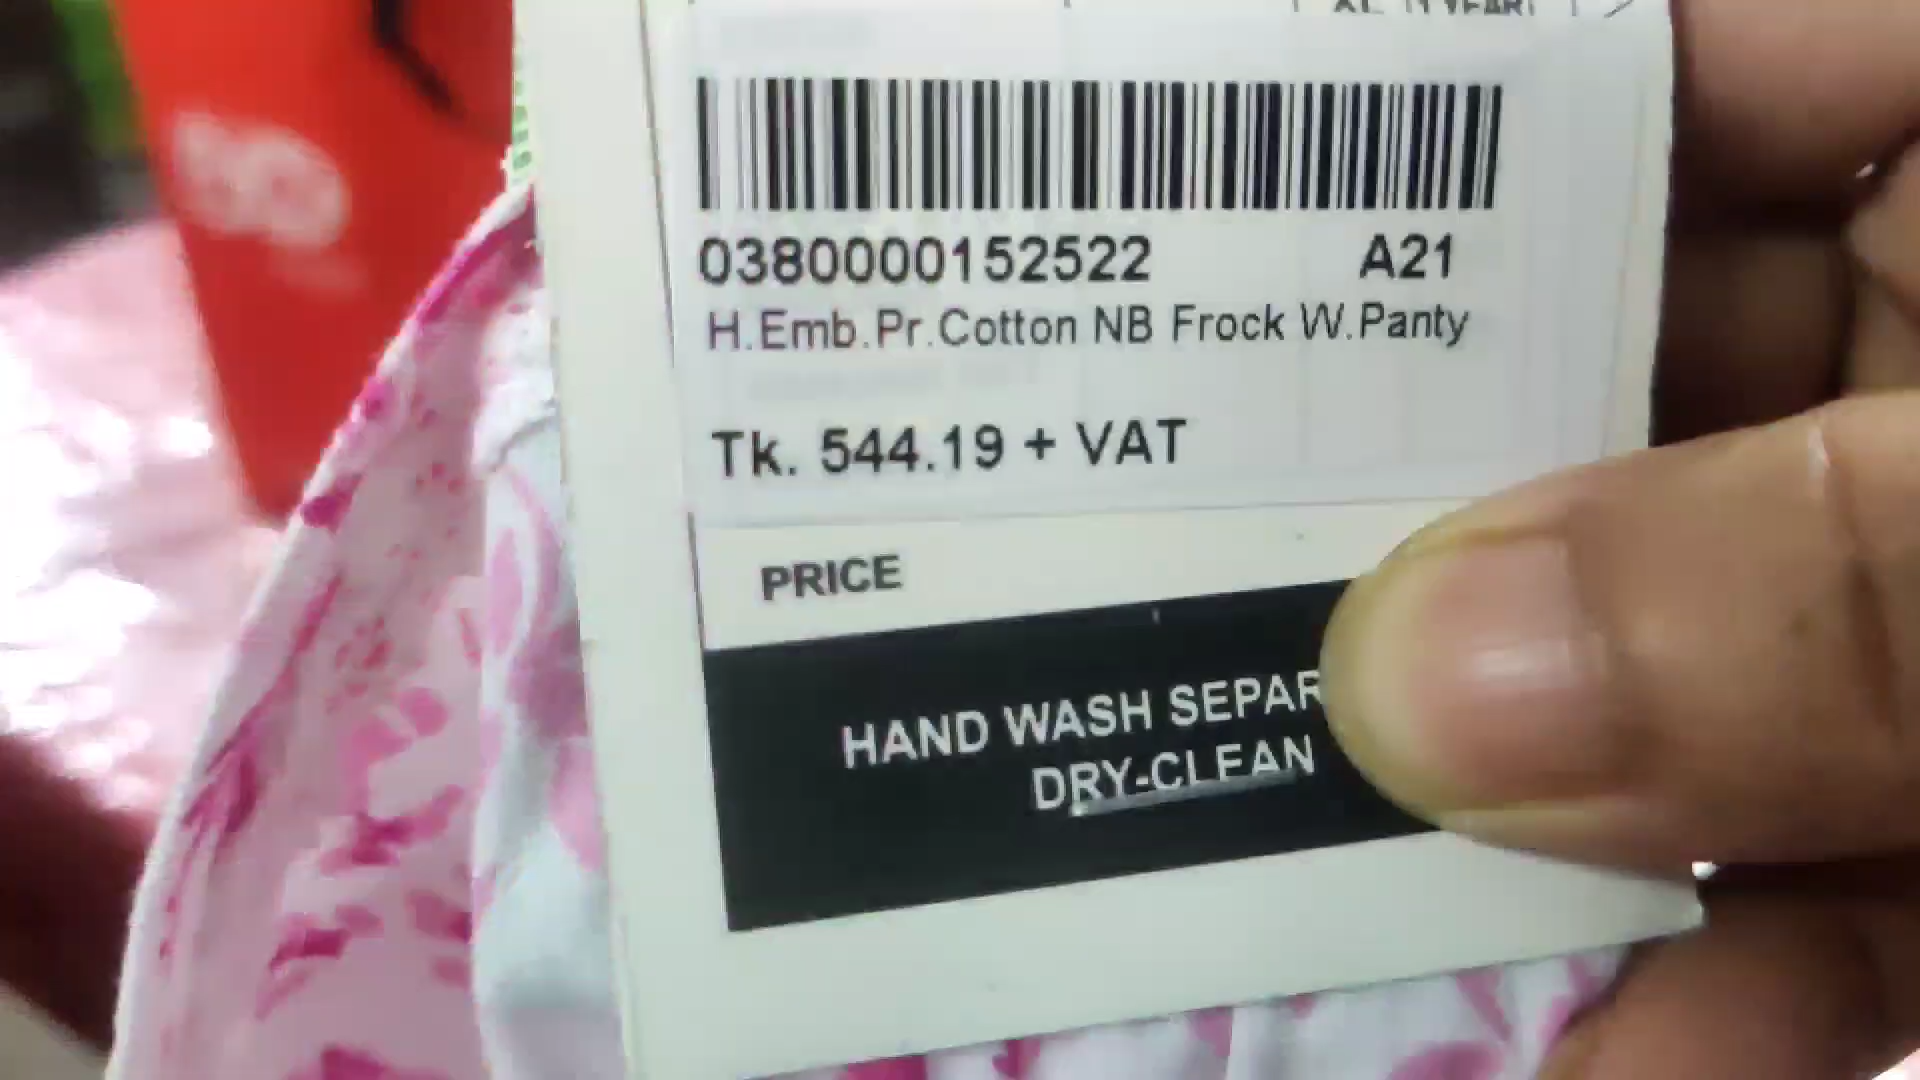 0380000152522 A21
H.Emb.Pr.Cotton NB Frock W.Panty
Tk. 544.19 + VAT
PRICE
HAND WASH SEPAR
DRY-CLEAN